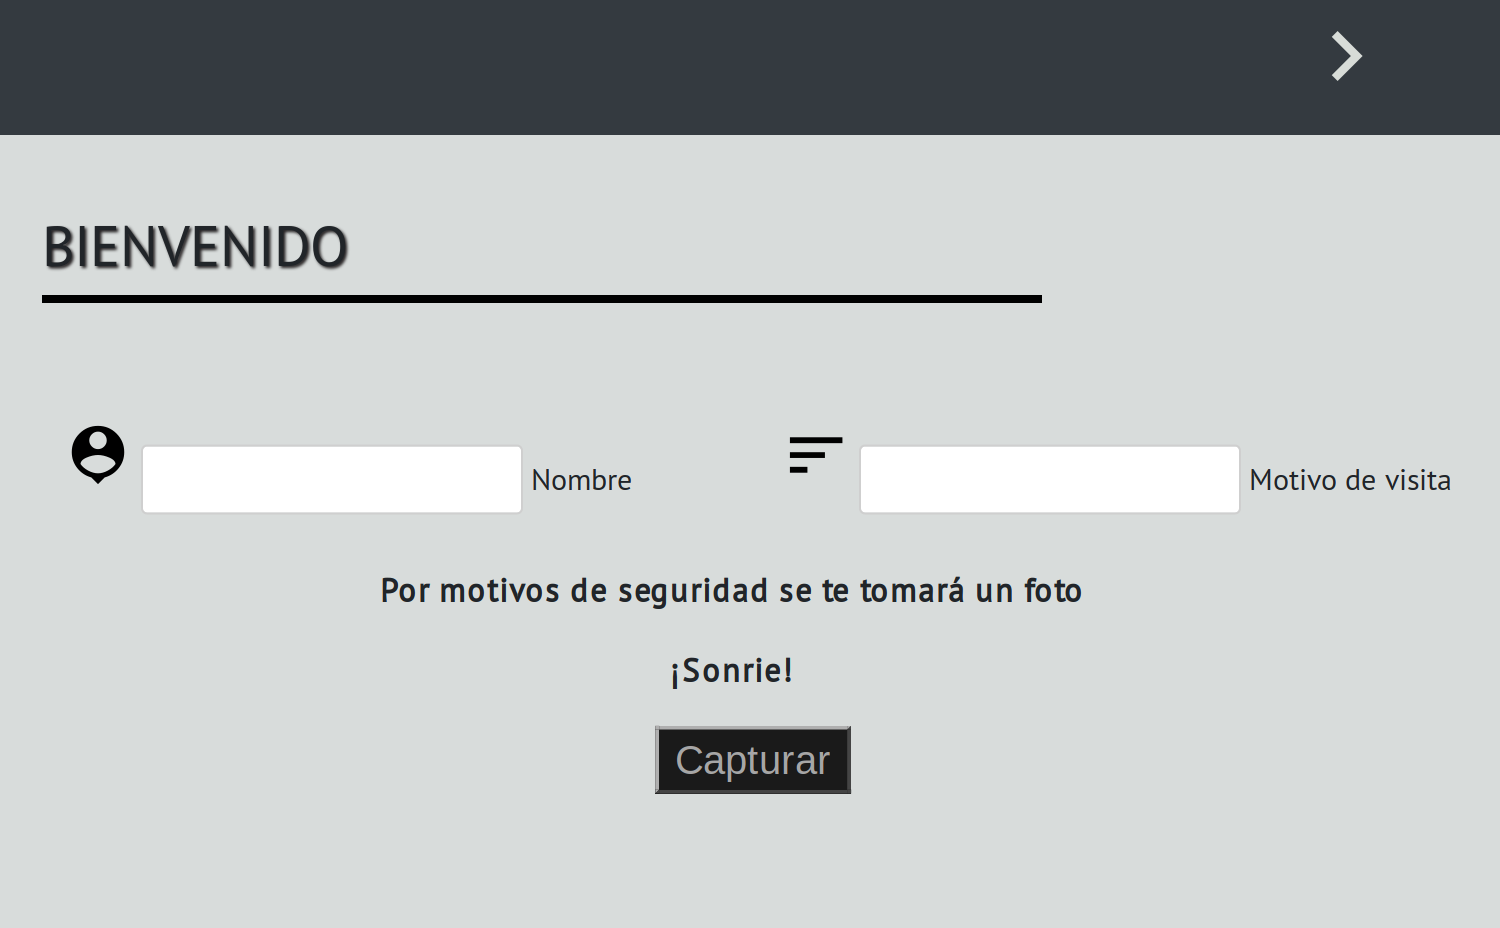 BIENVENIDO
Nombre
Motivo de visita
Por motivos de seguridad se te tomará un foto
¡Sonrie!
Capturar